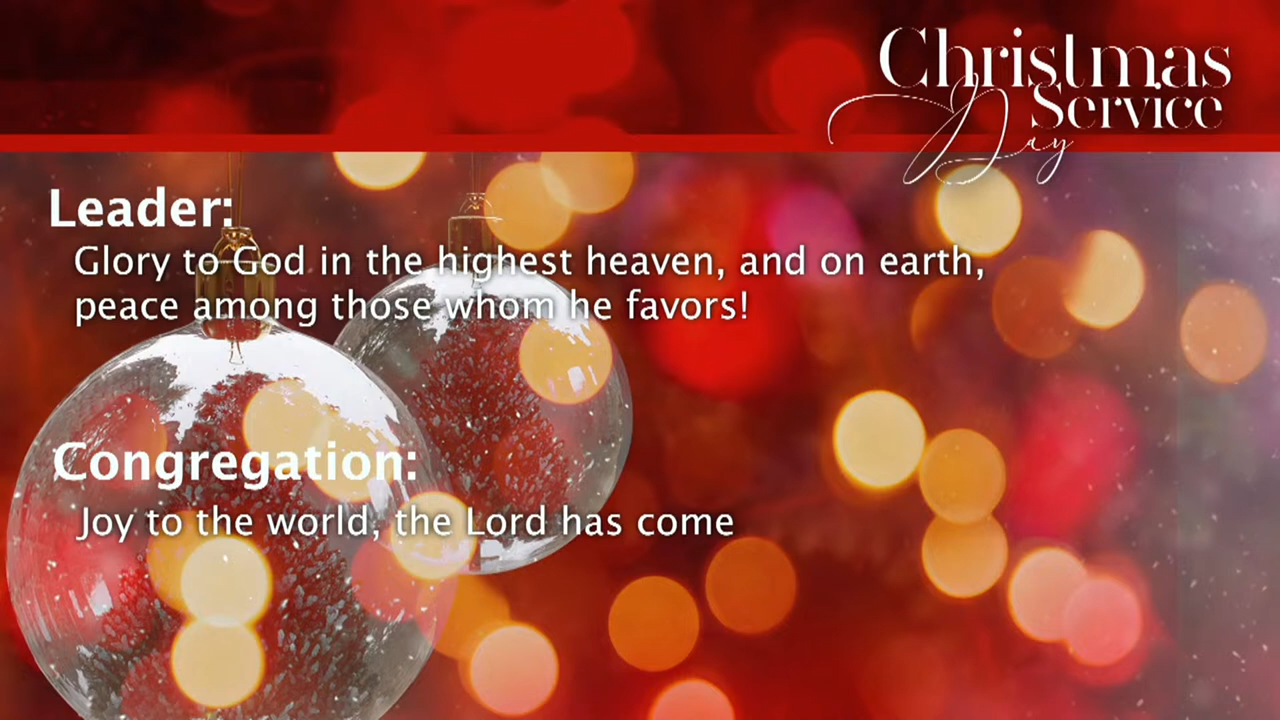 Christmas
Service
Day
Leader:
Glory to God in the highest heaven, and on earth,
peace among those whom he favors!
Congregation:
Joy to the world, the Lord has come